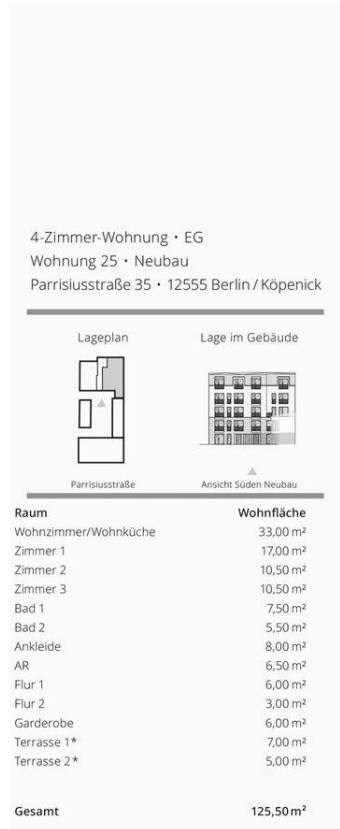 4-Zimmer-Wohnung • EG
Wohnung 25 • Neubau
Parrisiusstraße 35 • 12555 Berlin / Köpenick
Lageplan Lage im Gebäude
Parrisiusstraße Ansicht Süden Neubau
Raum Wohnfläche
Wohnzimmer/Wohnküche 33,00 m²
Zimmer 1 17,00 m²
Zimmer 2 10,50 m²
Zimmer 3 10,50 m²
Bad 1 7,50 m²
Bad 2 5,50 m²
Ankleide 8,00 m²
AR 6,50 m²
Flur 1 6,00 m²
Flur 2 3,00 m²
Garderobe 6,00 m²
Terrasse 1* 7,00 m²
Terrasse 2* 5,00 m²
Gesamt 125,50 m²